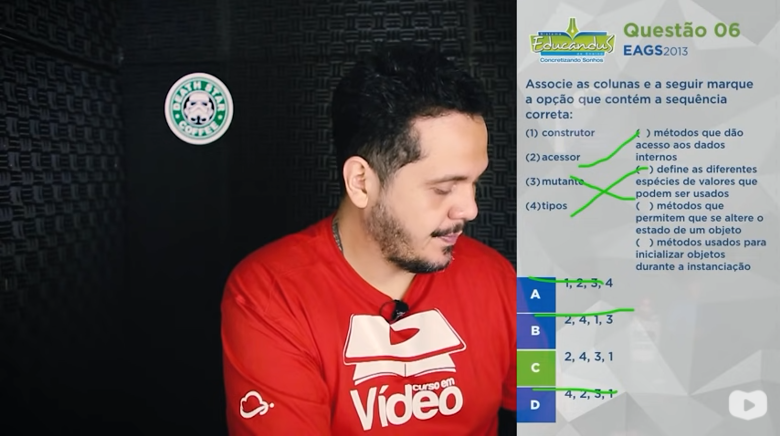 DEATH STAR
COFFEE
CURSO EM
Vídeo
Educandus
Concretizando Sonhos
Questão 06
EAGS2013
Associe as colunas e a seguir marque
a opção que contém a sequência
correta:
(1) construtor
(2) acessor
(3) mutante
(4) tipos
( ) métodos que dão
acesso aos dados
internos
( ) define as diferentes
espécies de valores que
podem ser usados
( ) métodos que
permitem que se altere o
estado de um objeto
( ) métodos usados para
inicializar objetos
durante a instanciação
A 1, 2, 3, 4
B 2, 4, 1, 3
C 2, 4, 3, 1
D 4, 2, 3, 1